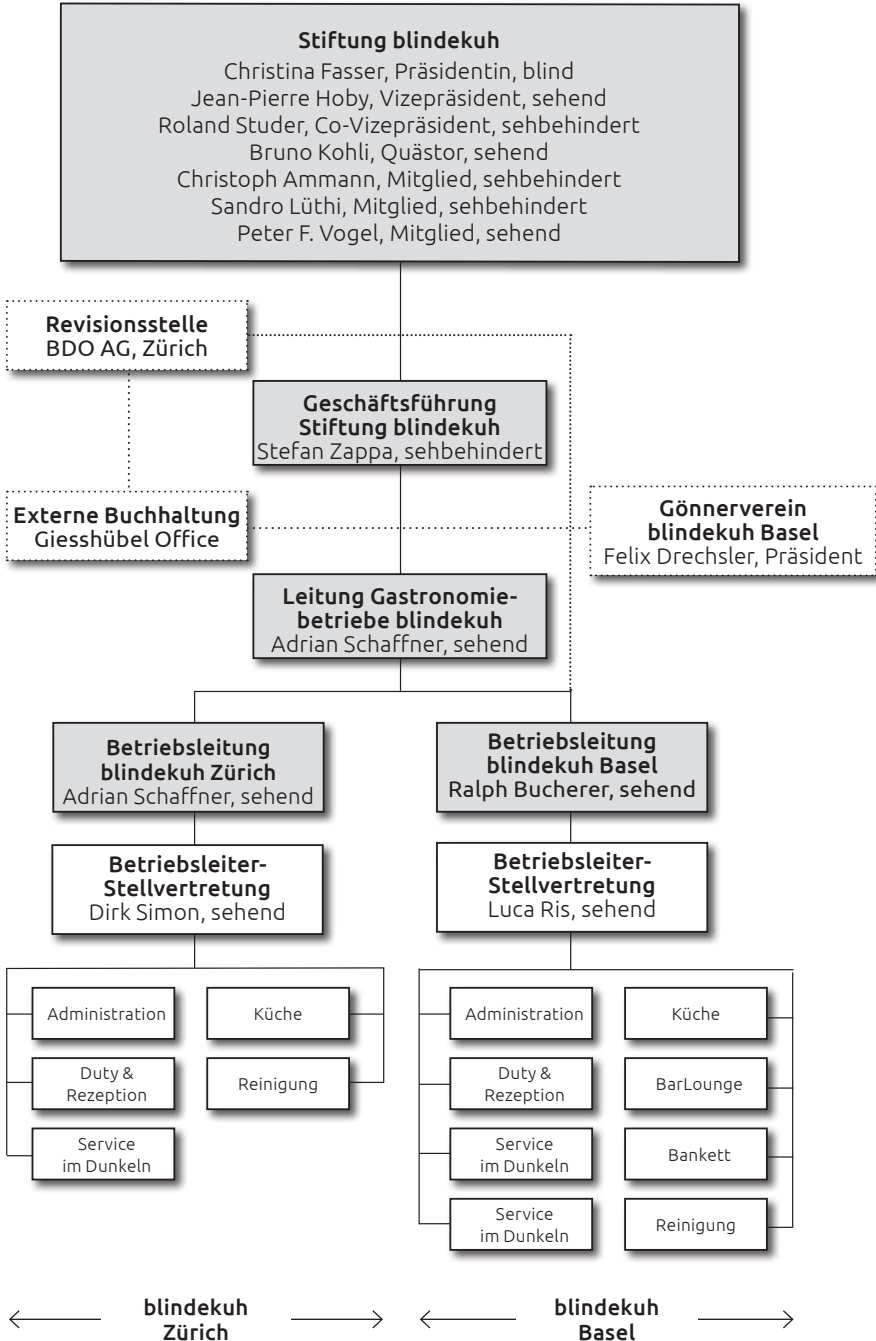 Stiftung blindekuh
Christina Fasser, Präsidentin, blind
Jean-Pierre Hoby, Vizepräsident, sehend
Roland Studer, Co-Vizepräsident, sehbehindert
Bruno Kohli, Quästor, sehend
Christoph Ammann, Mitglied, sehbehindert
Sandro Lüthi, Mitglied, sehbehindert
Peter F. Vogel, Mitglied, sehend
Revisionsstelle
BDO AG, Zürich
Geschäftsführung
Stiftung blindekuh
Stefan Zappa, sehbehindert
Externe Buchhaltung
Giesshübel Office
Gönnerverein
blindekuh Basel
Felix Drechsler, Präsident
Leitung Gastronomie-
betriebe blindekuh
Adrian Schaffner, sehend
Betriebsleitung
blindekuh Zürich
Adrian Schaffner, sehend
Betriebsleitung
blindekuh Basel
Ralph Bucherer, sehend
Betriebsleiter-
Stellvertretung
Dirk Simon, sehend
Betriebsleiter-
Stellvertretung
Luca Ris, sehend
Administration
Küche
Duty &
Rezeption
Reinigung
Service
im Dunkeln
Administration
Küche
Duty &
Rezeption
BarLounge
Service
im Dunkeln
Bankett
Service
im Dunkeln
Reinigung
blindekuh
Zürich
blindekuh
Basel